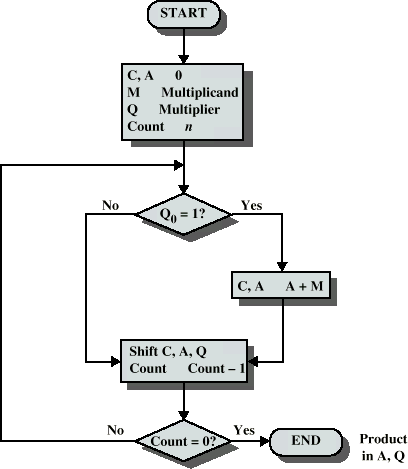 START
C, A 0
M Multiplicand
Q Multiplier
Count n
No
Q0 = 1?
Yes
C, A A + M
Shift C, A, Q
Count Count – 1
No
Count = 0?
Yes
END
Product
in A, Q